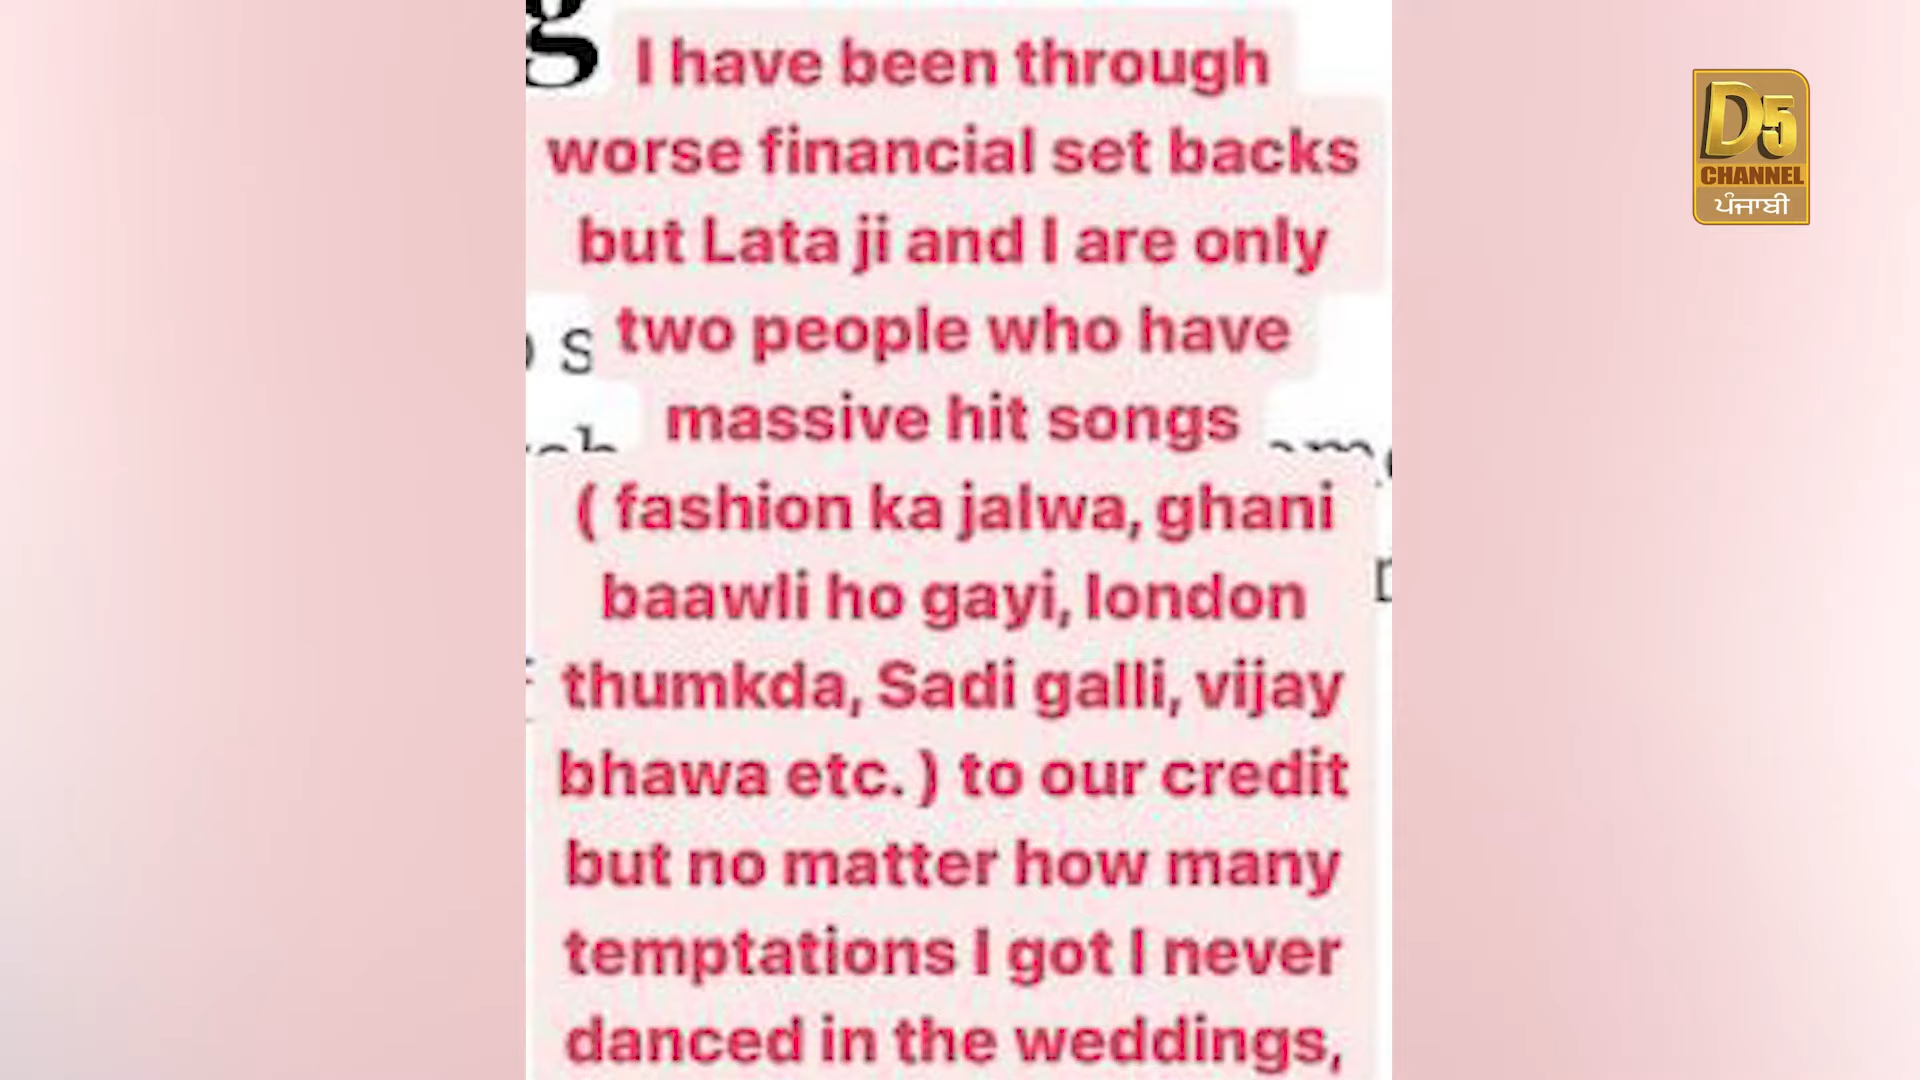 I have been through
worse financial set backs
but Lata ji and I are only
two people who have
massive hit songs
( fashion ka jalwa, ghani
baawli ho gayi, london
thumkda, Sadi galli, vijay
bhawa etc. ) to our credit
but no matter how many
temptations I got I never
danced in the weddings,
D5
CHANNEL
ਪੰਜਾਬੀ